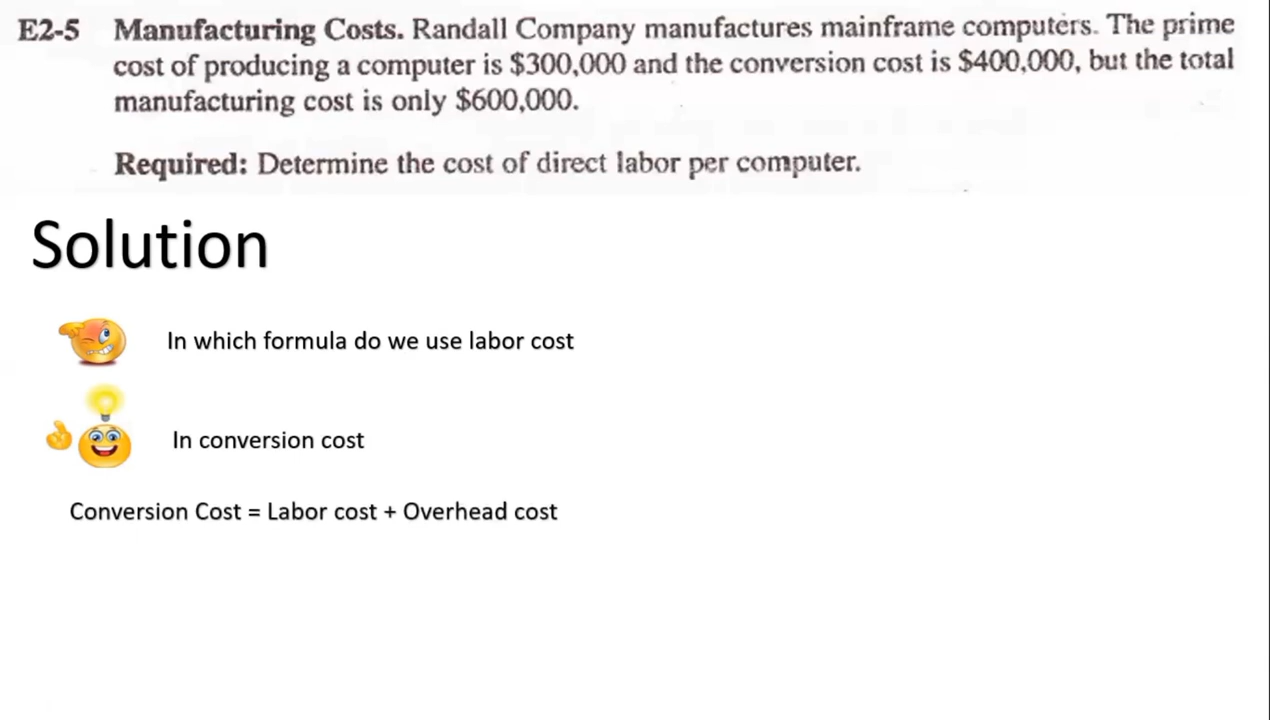 E2-5 Manufacturing Costs. Randall Company manufactures mainframe computers. The prime
cost of producing a computer is $300,000 and the conversion cost is $400,000, but the total
manufacturing cost is only $600,000.
Required: Determine the cost of direct labor per computer.
Solution
In which formula do we use labor cost
In conversion cost
Conversion Cost = Labor cost + Overhead cost